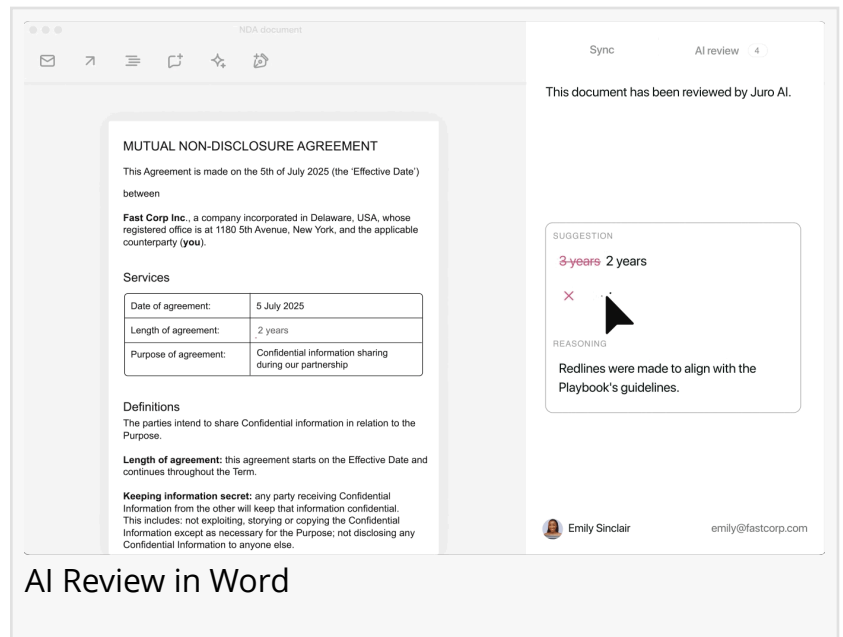 NDA document
Sync
AI review 4
This document has been reviewed by Juro AI.
MUTUAL NON-DISCLOSURE AGREEMENT
This Agreement is made on the 5th of July 2025 (the ‘Effective Date’)
between
Fast Corp Inc., a company incorporated in Delaware, USA, whose
registered office is at 1180 5th Avenue, New York, and the applicable
counterparty (you).
Services
Date of agreement: 5 July 2025
Length of agreement: 2 years
Purpose of agreement: Confidential information sharing
during our partnership
Definitions
The parties intend to share Confidential information in relation to the
Purpose.
Length of agreement: this agreement starts on the Effective Date and
continues throughout the Term.
Keeping information secret: any party receiving Confidential
Information from the other will keep that information confidential.
This includes: not exploiting, storying or copying the Confidential
Information except as necessary for the Purpose; not disclosing any
Confidential Information to anyone else.
SUGGESTION
3 years 2 years
REASONING
Redlines were made to align with the
Playbook's guidelines.
Emily Sinclair
emily@fastcorp.com
AI Review in Word